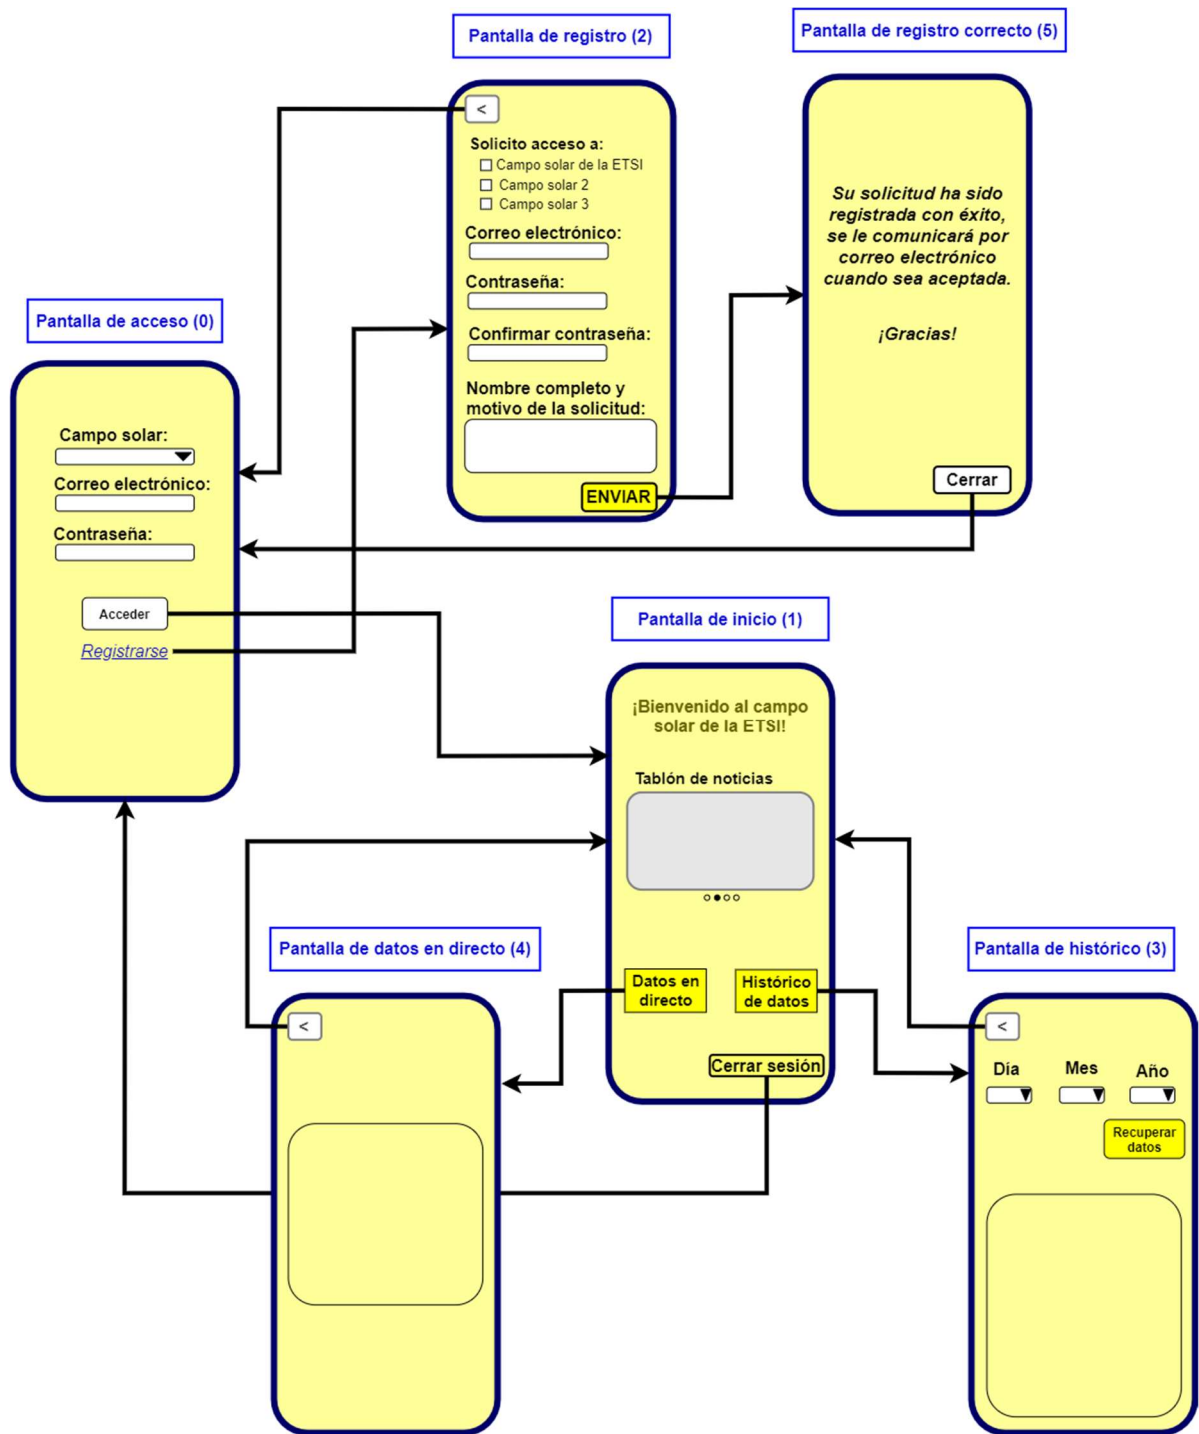 Pantalla de registro (2)
Pantalla de registro correcto (5)
<
Solicito acceso a:
Campo solar de la ETSI
Campo solar 2
Campo solar 3
Correo electrónico:
Contraseña:
Confirmar contraseña:
Nombre completo y
motivo de la solicitud:
ENVIAR
Su solicitud ha sido
registrada con éxito,
se le comunicará por
correo electrónico
cuando sea aceptada.
¡Gracias!
Cerrar
Pantalla de acceso (0)
Campo solar:
Correo electrónico:
Contraseña:
Acceder
Registrarse
Pantalla de inicio (1)
¡Bienvenido al campo
solar de la ETSI!
Tablón de noticias
Datos en
directo
Histórico
de datos
Cerrar sesión
Pantalla de datos en directo (4)
<
Pantalla de histórico (3)
<
Día
Mes
Año
Recuperar
datos